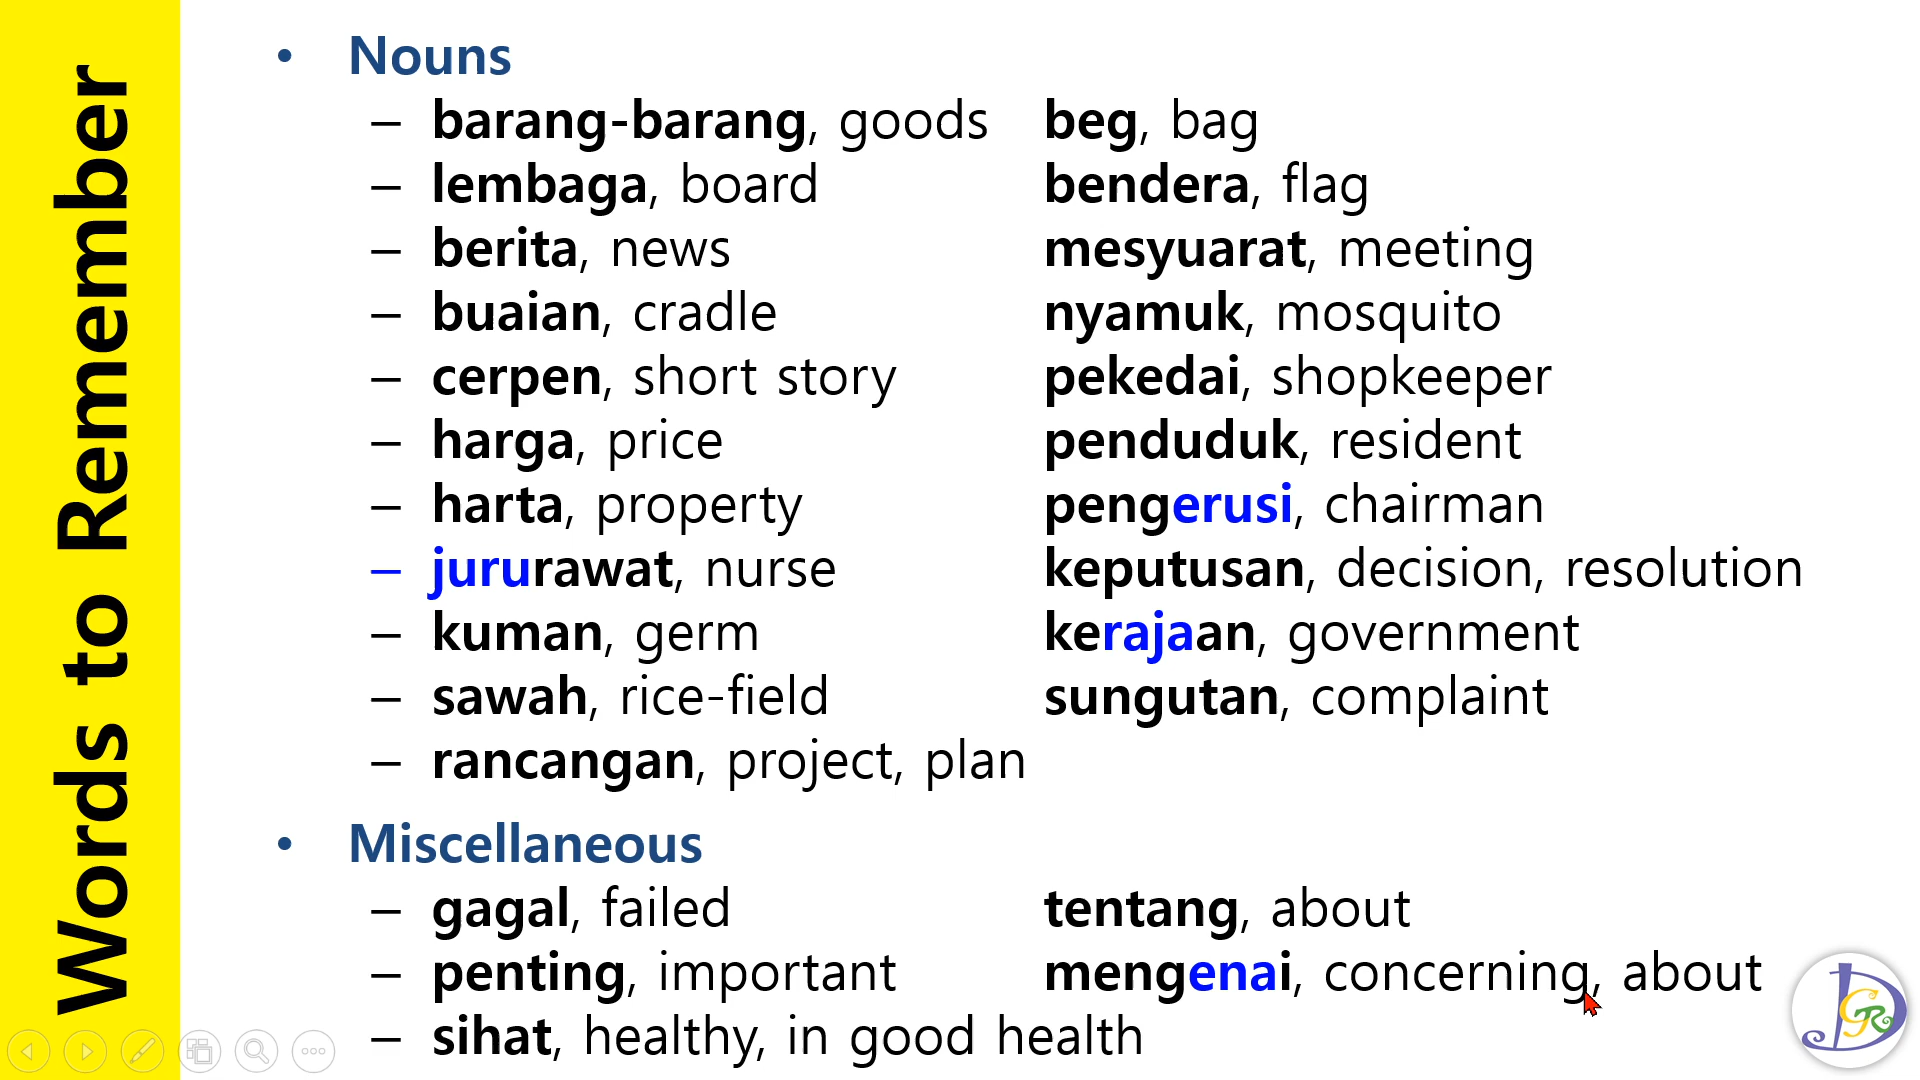 Words to Remember
• Nouns
– barang-barang, goods beg, bag
– lembaga, board bendera, flag
– berita, news mesyuarat, meeting
– buaian, cradle nyamuk, mosquito
– cerpen, short story pekedai, shopkeeper
– harga, price penduduk, resident
– harta, property pengerusi, chairman
– jururawat, nurse keputusan, decision, resolution
– kuman, germ kerajaan, government
– sawah, rice-field sungutan, complaint
– rancangan, project, plan
• Miscellaneous
– gagal, failed tentang, about
– penting, important mengenai, concerning, about
– sihat, healthy, in good health